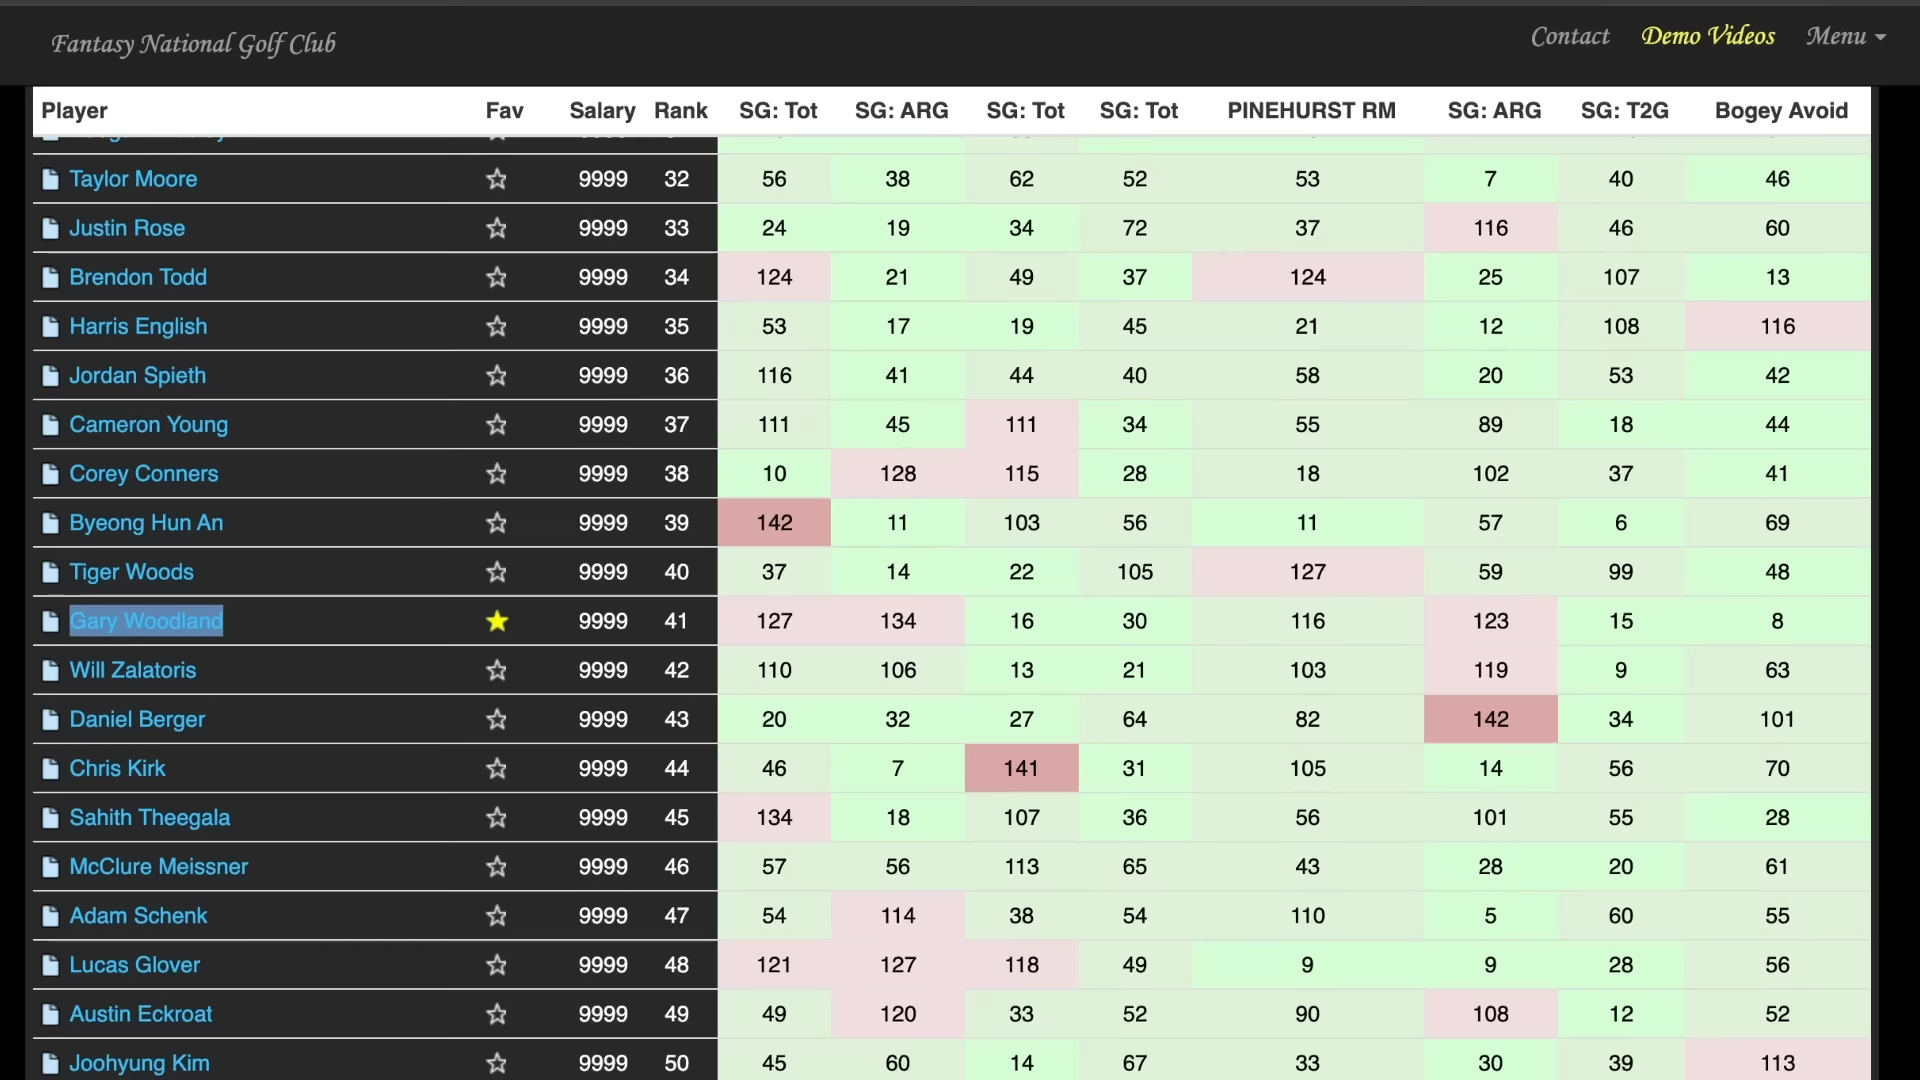 Fantasy National Golf Club Contact Demo Videos Menu
Player Fav Salary Rank SG: Tot SG: ARG SG: Tot SG: Tot PINEHURST RM SG: ARG SG: T2G Bogey Avoid
Taylor Moore 9999 32 56 38 62 52 53 7 40 46
Justin Rose 9999 33 24 19 34 72 37 116 46 60
Brendon Todd 9999 34 124 21 49 37 124 25 107 13
Harris English 9999 35 53 17 19 45 21 12 108 116
Jordan Spieth 9999 36 116 41 44 40 58 20 53 42
Cameron Young 9999 37 111 45 111 34 55 89 18 44
Corey Conners 9999 38 10 128 115 28 18 102 37 41
Byeong Hun An 9999 39 142 11 103 56 11 57 6 69
Tiger Woods 9999 40 37 14 22 105 127 59 99 48
Gary Woodland 9999 41 127 134 16 30 116 123 15 8
Will Zalatoris 9999 42 110 106 13 21 103 119 9 63
Daniel Berger 9999 43 20 32 27 64 82 142 34 101
Chris Kirk 9999 44 46 7 141 31 105 14 56 70
Sahith Theegala 9999 45 134 18 107 36 56 101 55 28
McClure Meissner 9999 46 57 56 113 65 43 28 20 61
Adam Schenk 9999 47 54 114 38 54 110 5 60 55
Lucas Glover 9999 48 121 127 118 49 9 9 28 56
Austin Eckroat 9999 49 49 120 33 52 90 108 12 52
Joohyung Kim 9999 50 45 60 14 67 33 30 39 113